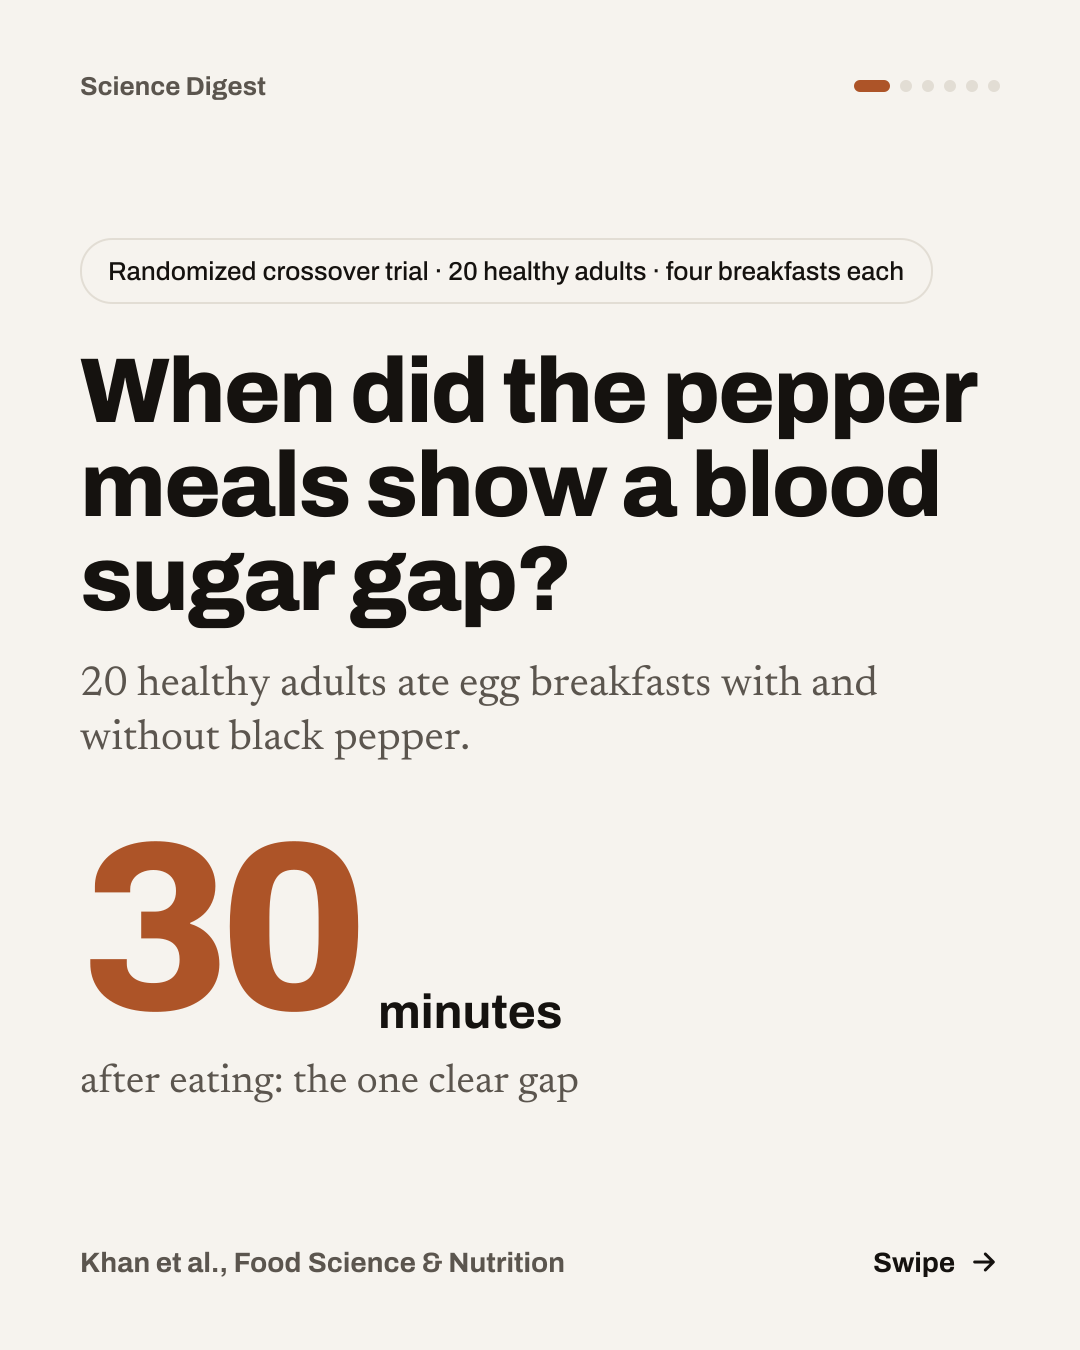 Science Digest
Randomized crossover trial · 20 healthy adults · four breakfasts each
When did the pepper
meals show a blood
sugar gap?
20 healthy adults ate egg breakfasts with and
without black pepper.
30 minutes
after eating: the one clear gap
Khan et al., Food Science & Nutrition
Swipe →